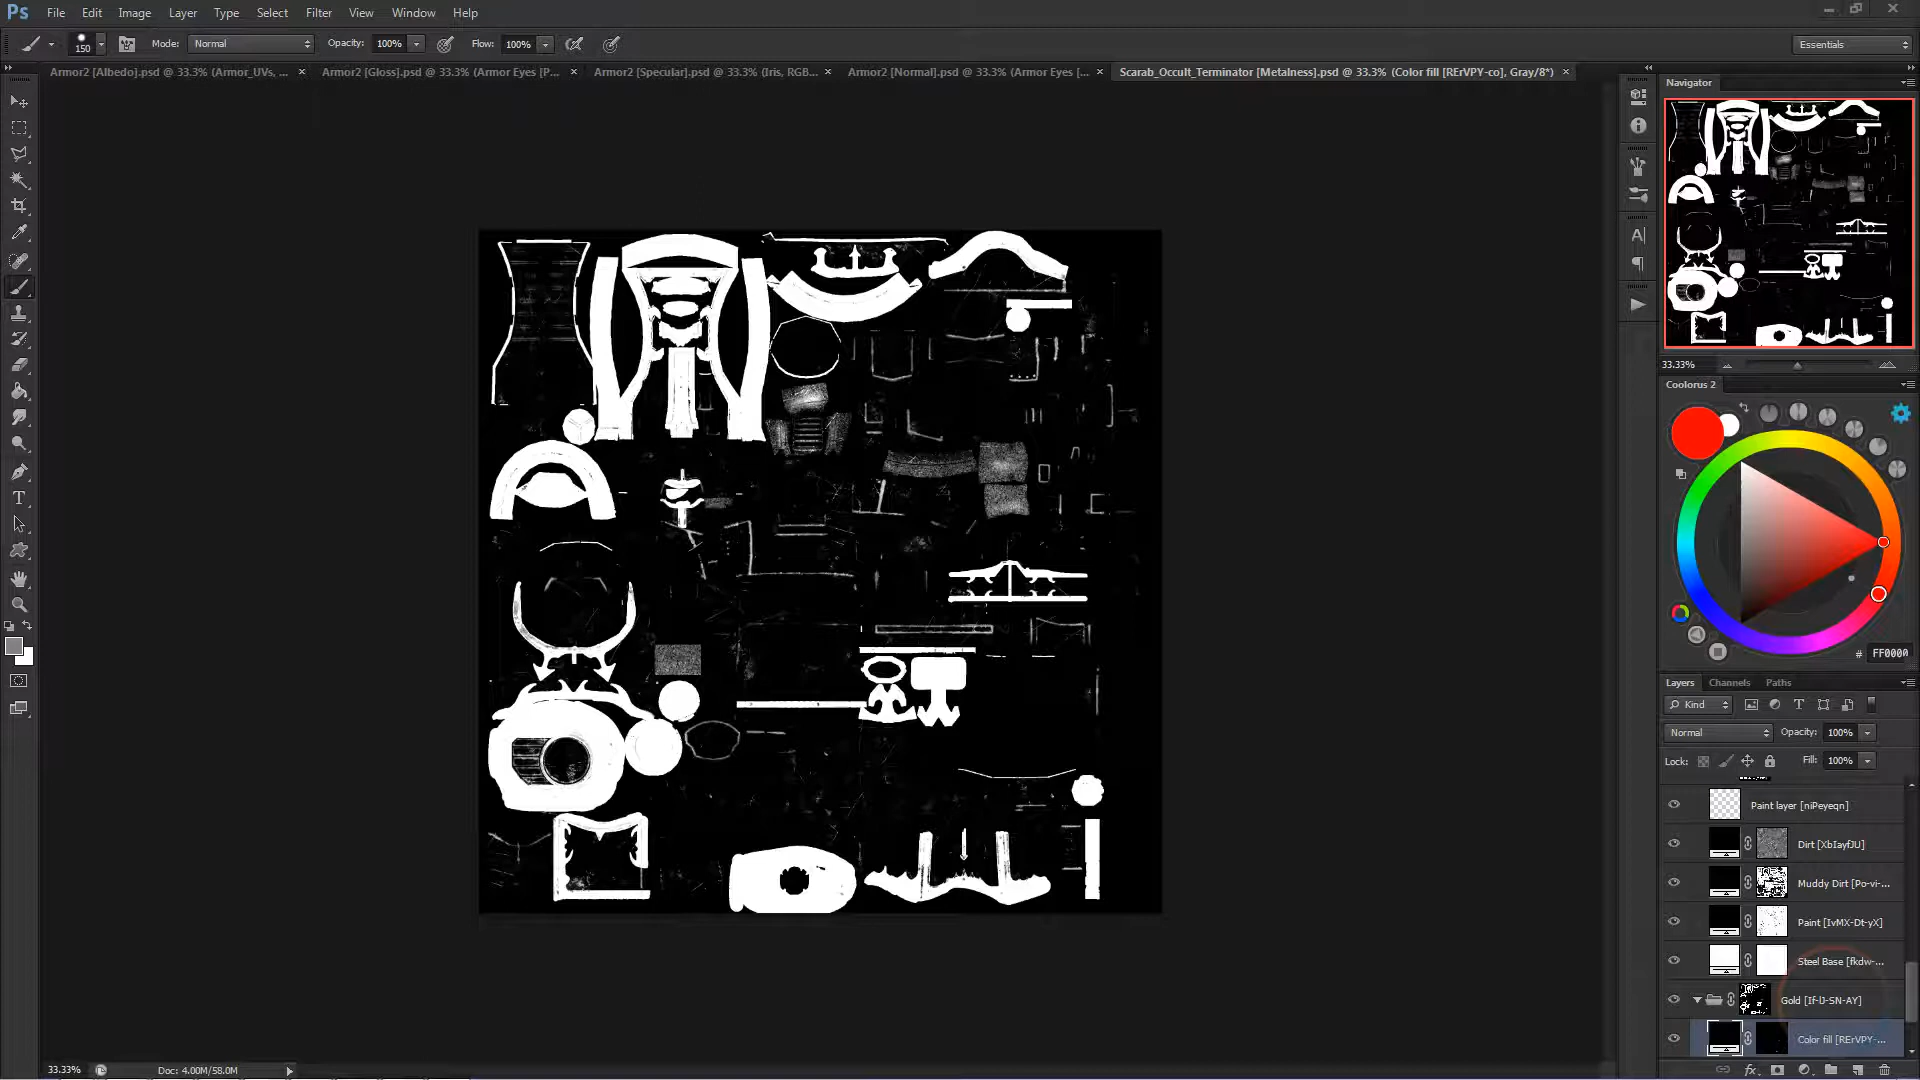 Ps File Edit Image Layer Type Select Filter View Window Help
150 Mode: Normal Opacity: 100% Flow: 100% Essentials
Armor2 [Albedo].psd @ 33.3% (Armor_UVs, ... × Armor2 [Gloss].psd @ 33.3% (Armor Eyes [P... × Armor2 [Specular].psd @ 33.3% (Iris, RGB... × Armor2 [Normal].psd @ 33.3% (Armor Eyes [... × Scarab_Occult_Terminator [Metalness].psd @ 33.3% (Color fill [RErVPY-co], Gray/8*) ×
Navigator
33.33%
Coloorus 2
# FF0000
Layers Channels Paths
Kind
Normal Opacity: 100%
Lock: Fill: 100%
Paint layer [niPeyeqn]
Dirt [XbIayfJU]
Muddy Dirt [Po-vi-...
Paint [IvMX-Dt-yX]
Steel Base [fkdw-...
Gold [If-lJ-SN-AY]
Color fill [RErVPY-...
33.33% Doc: 4.00M/58.0M